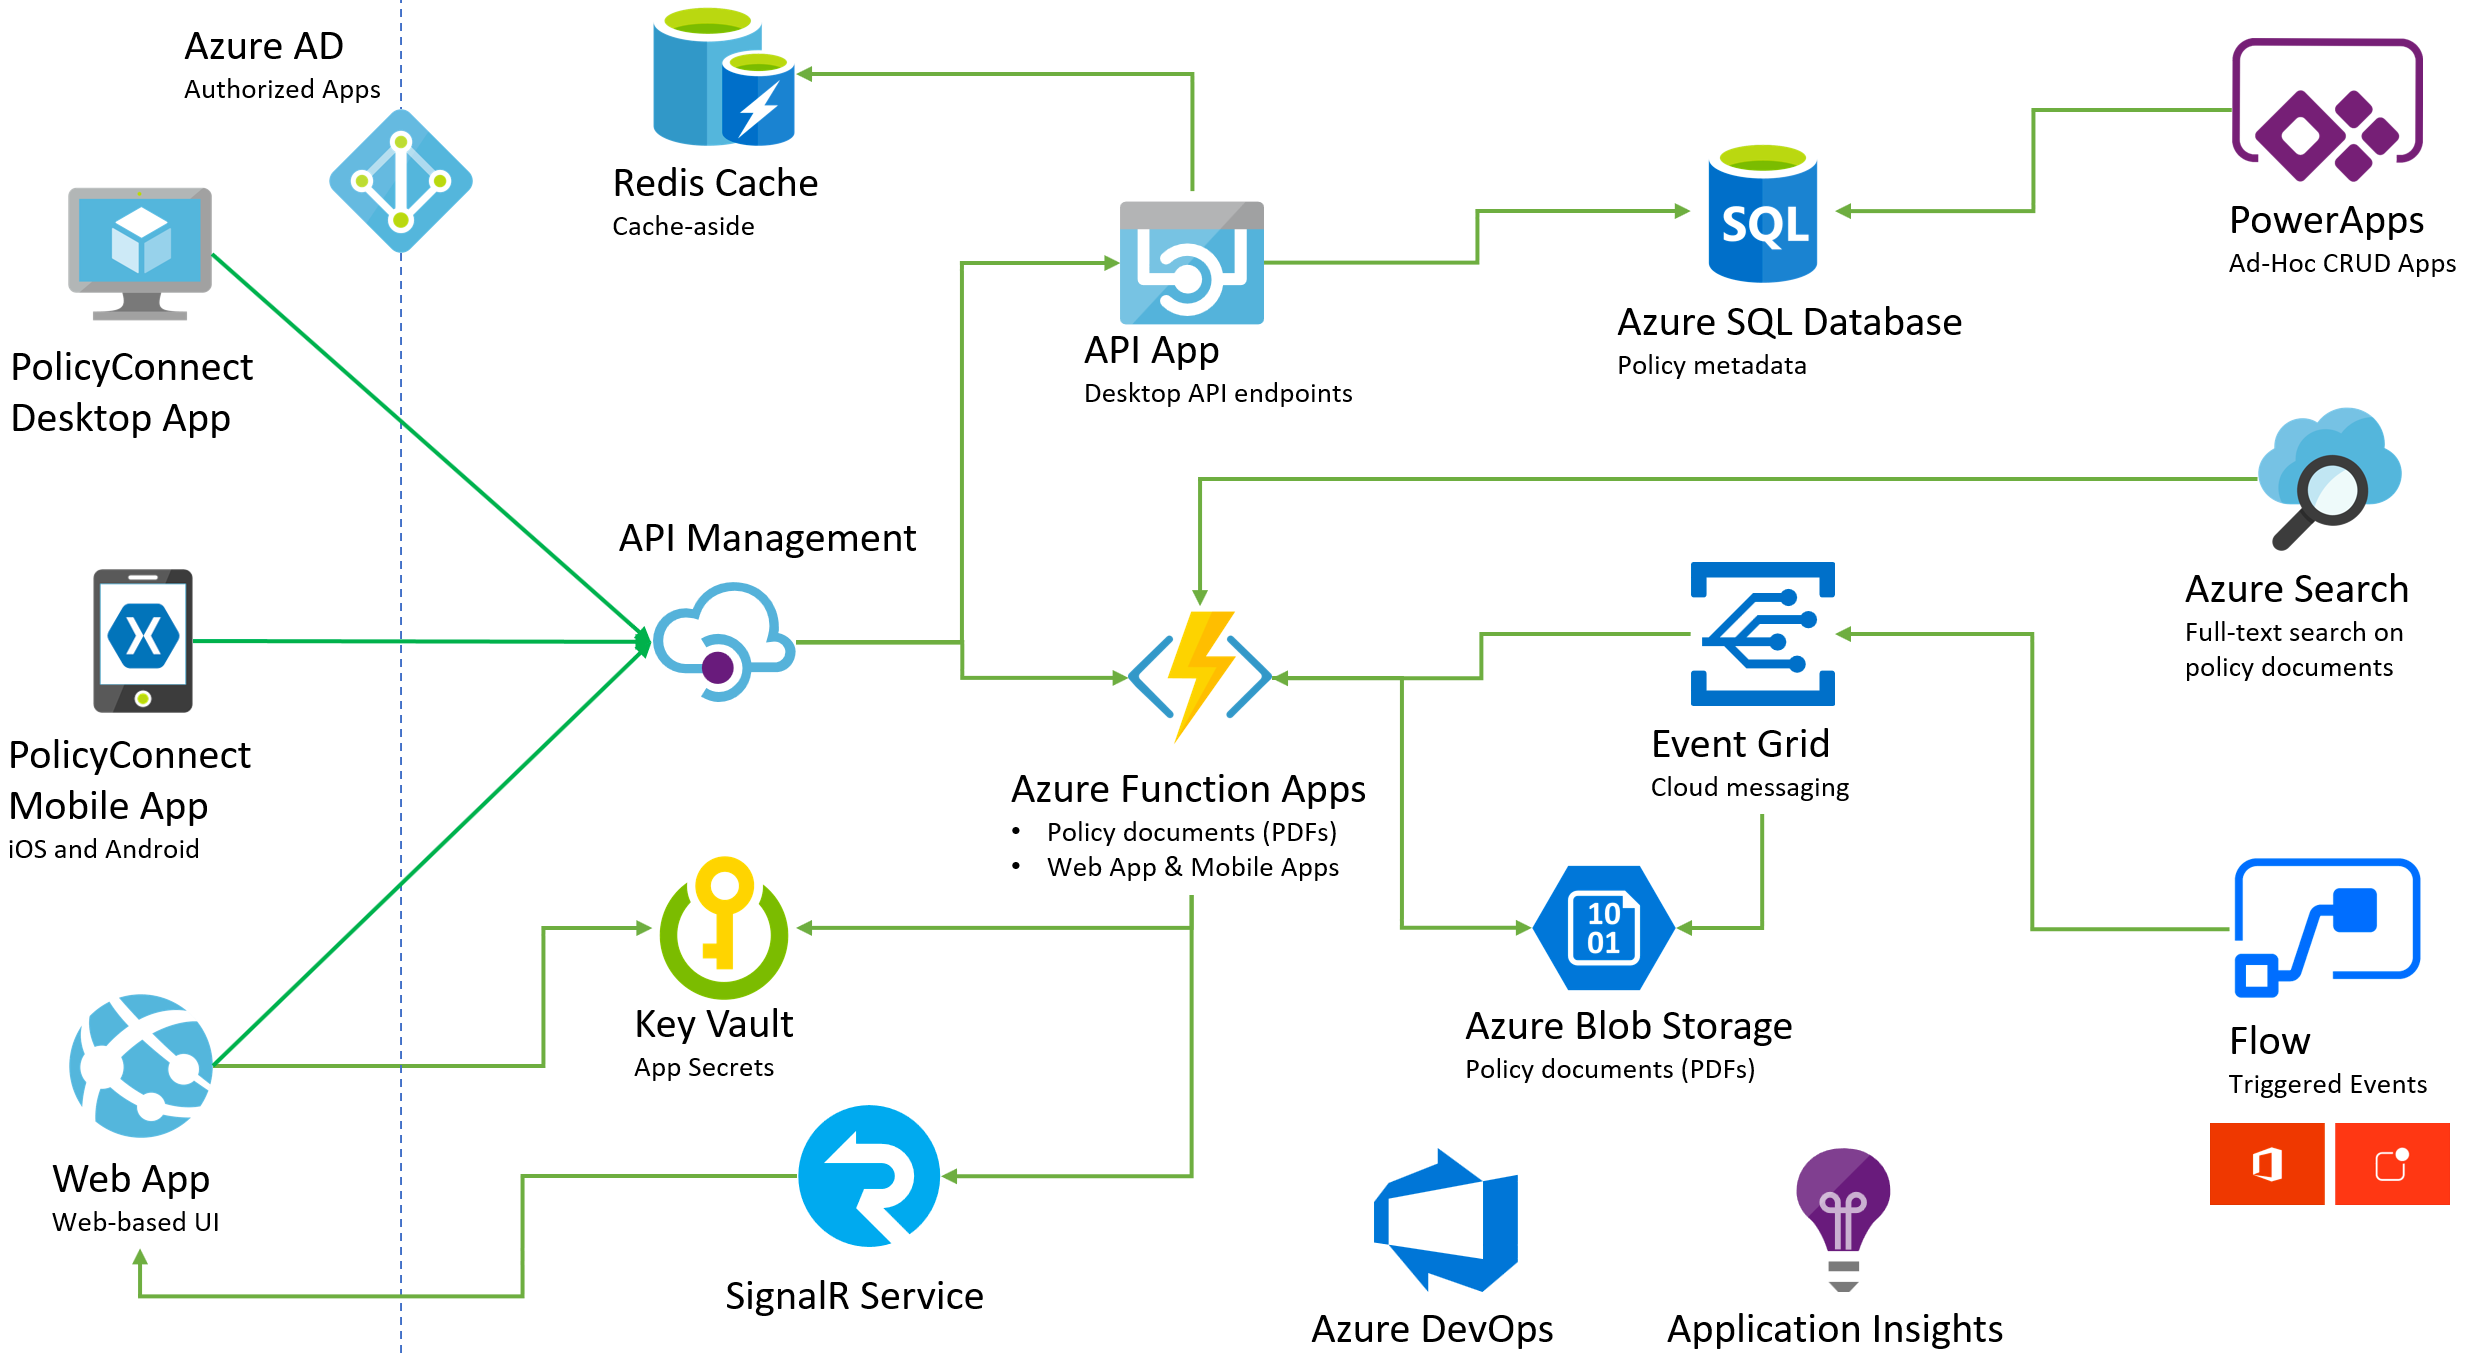 Azure AD
Authorized Apps
PolicyConnect
Desktop App
PolicyConnect
Mobile App
iOS and Android
Web App
Web-based UI
Redis Cache
Cache-aside
API Management
Key Vault
App Secrets
SignalR Service
API App
Desktop API endpoints
Azure Function Apps
• Policy documents (PDFs)
• Web App & Mobile Apps
SQL
Azure SQL Database
Policy metadata
Event Grid
Cloud messaging
10
01
Azure Blob Storage
Policy documents (PDFs)
Azure DevOps
Application Insights
PowerApps
Ad-Hoc CRUD Apps
Azure Search
Full-text search on
policy documents
Flow
Triggered Events